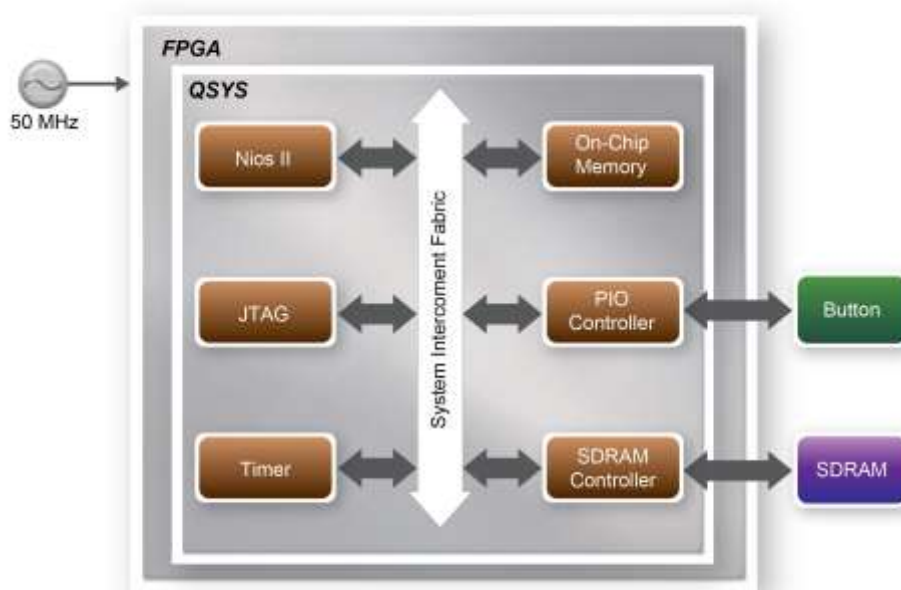 FPGA
50 MHz
QSYS
Nios II
On-Chip
Memory
System Intercoment Fabric
JTAG
PIO
Controller
Button
Timer
SDRAM
Controller
SDRAM